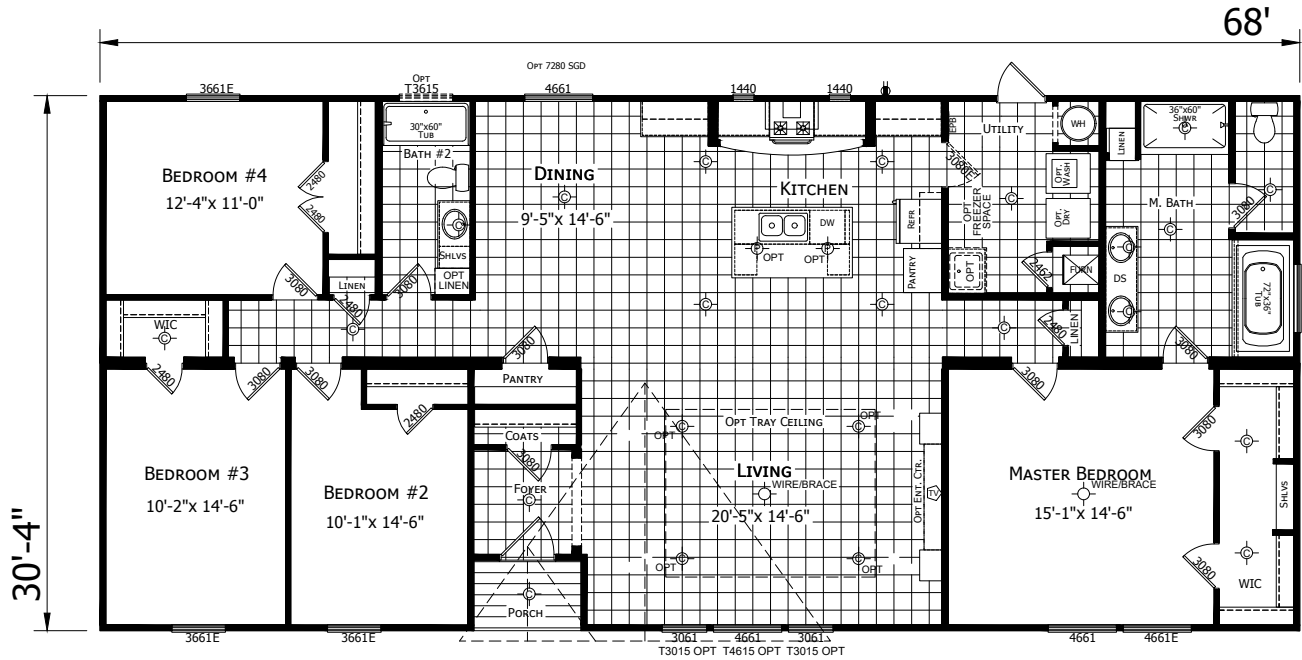 68'
OPT 7280 SGD
3661E
OPT
T3615
4661
1440
1440
30"x60"
TUB
BATH #2
BEDROOM #4
12'-4"x 11'-0"
2480
2480
DINING
9'-5"x 14'-6"
KITCHEN
EPB
UTILITY
WH
3080E
OPT.
WASH
OPT.
DRY
OPT
FREEZER
SPACE
LINEN
36"x60"
SHWR
M. BATH
3080
REFR
DW
OPT
OPT
PANTRY
OPT
2462
FURN
DS
72"x36"
TUB
SHLVS
OPT
LINEN
3080
LINEN
2480
3080
WIC
2480
3080
3080
3080
PANTRY
2480
LINEN
3080
3080
2480
COATS
3080
FOYER
OPT TRAY CEILING
OPT
OPT
LIVING
WIRE/BRACE
20'-5"x 14'-6"
OPT
OPT
OPT ENT. CTR.
TV
BEDROOM #3
10'-2"x 14'-6"
BEDROOM #2
10'-1"x 14'-6"
MASTER BEDROOM
WIRE/BRACE
15'-1"x 14'-6"
3080
3080
SHLVS
WIC
30'-4"
PORCH
3661E
3661E
3061
4661
3061
T3015 OPT
T4615 OPT
T3015 OPT
4661
4661E